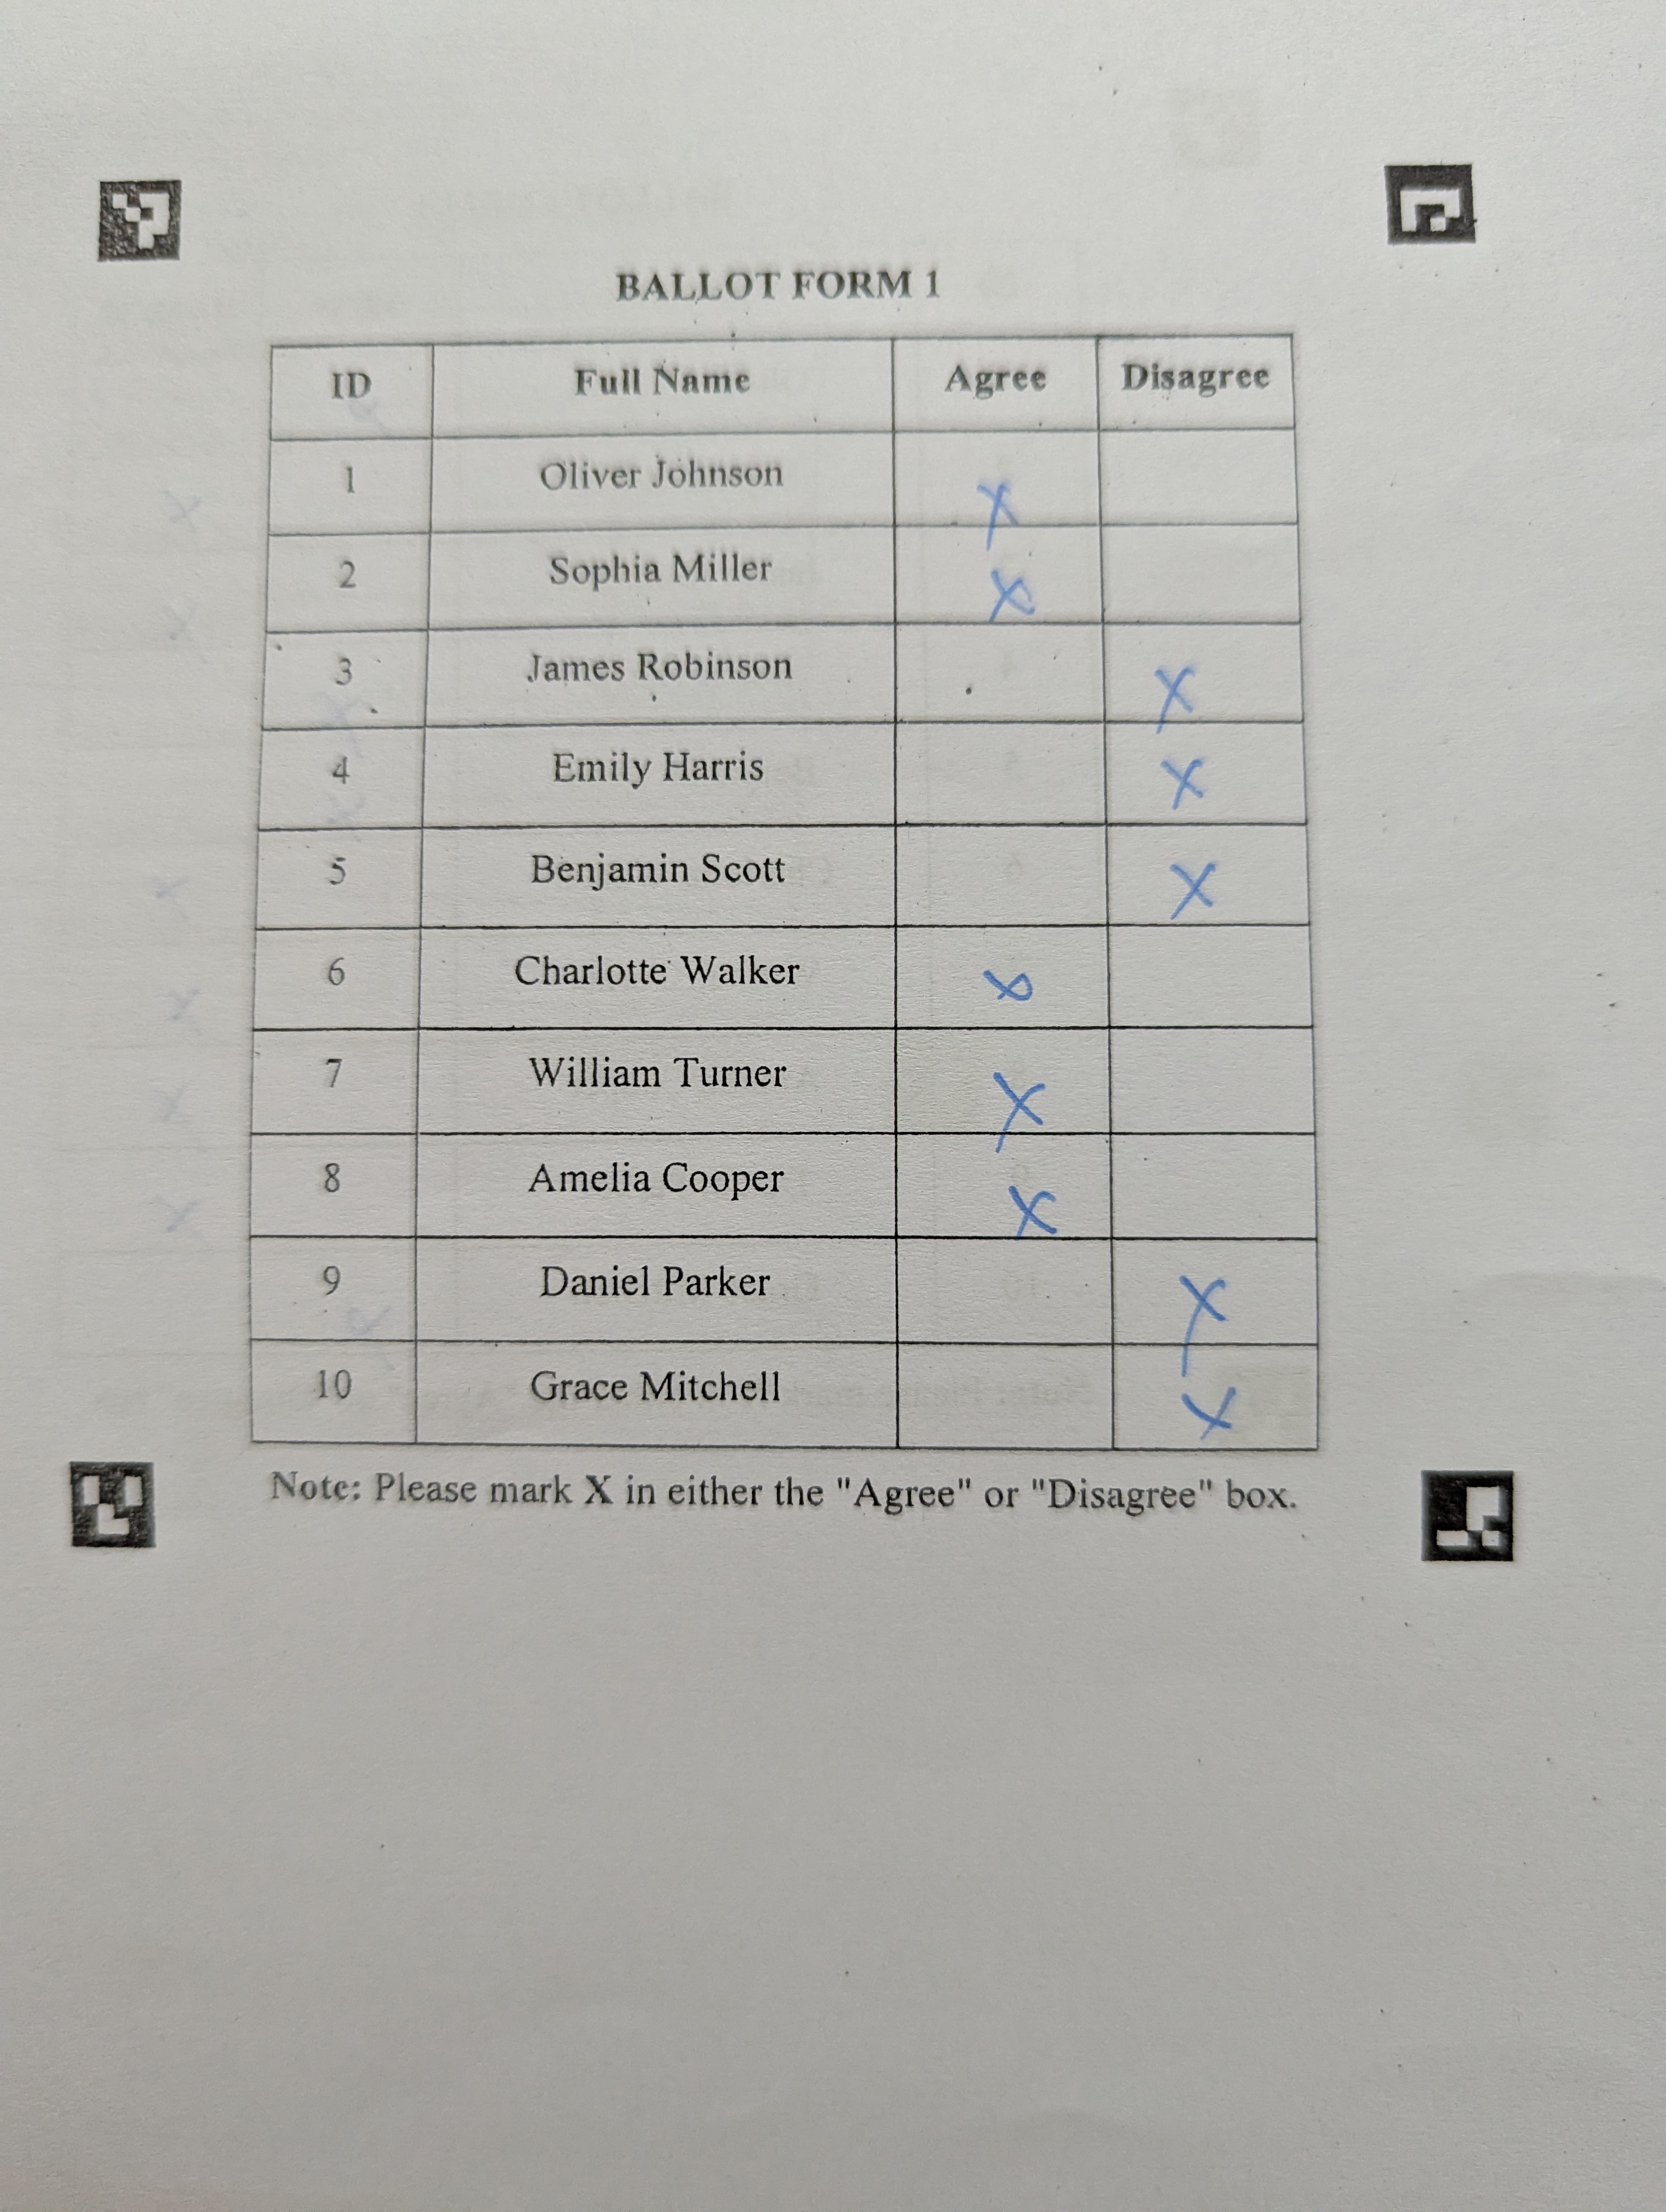 BALLOT FORM 1
ID Full Name Agree Disagree
1 Oliver Johnson X
2 Sophia Miller X
3 James Robinson X
4 Emily Harris X
5 Benjamin Scott X
6 Charlotte Walker X
7 William Turner X
8 Amelia Cooper X
9 Daniel Parker X
10 Grace Mitchell X
Note: Please mark X in either the "Agree" or "Disagree" box.